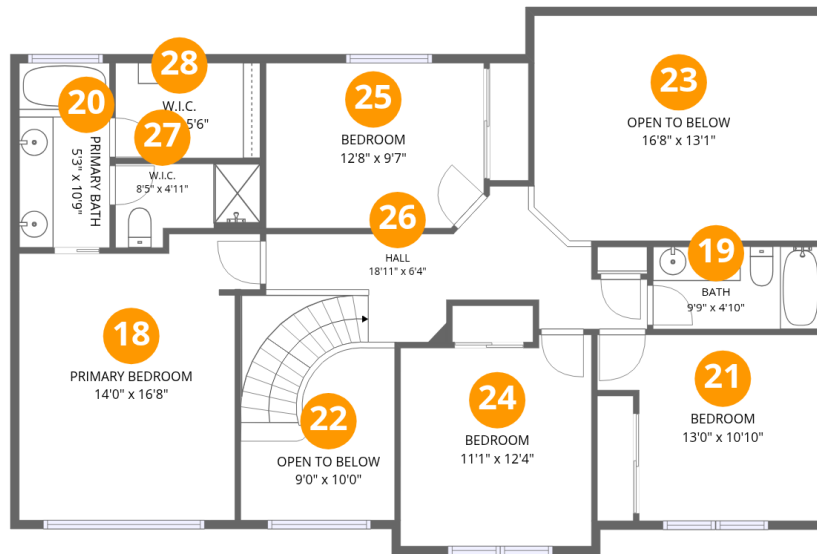 28
W.I.C.
5'6"
20
PRIMARY BATH
5'3" x 10'9"
27
W.I.C.
8'5" x 4'11"
25
BEDROOM
12'8" x 9'7"
23
OPEN TO BELOW
16'8" x 13'1"
26
HALL
18'11" x 6'4"
19
BATH
9'9" x 4'10"
18
PRIMARY BEDROOM
14'0" x 16'8"
22
OPEN TO BELOW
9'0" x 10'0"
24
BEDROOM
11'1" x 12'4"
21
BEDROOM
13'0" x 10'10"